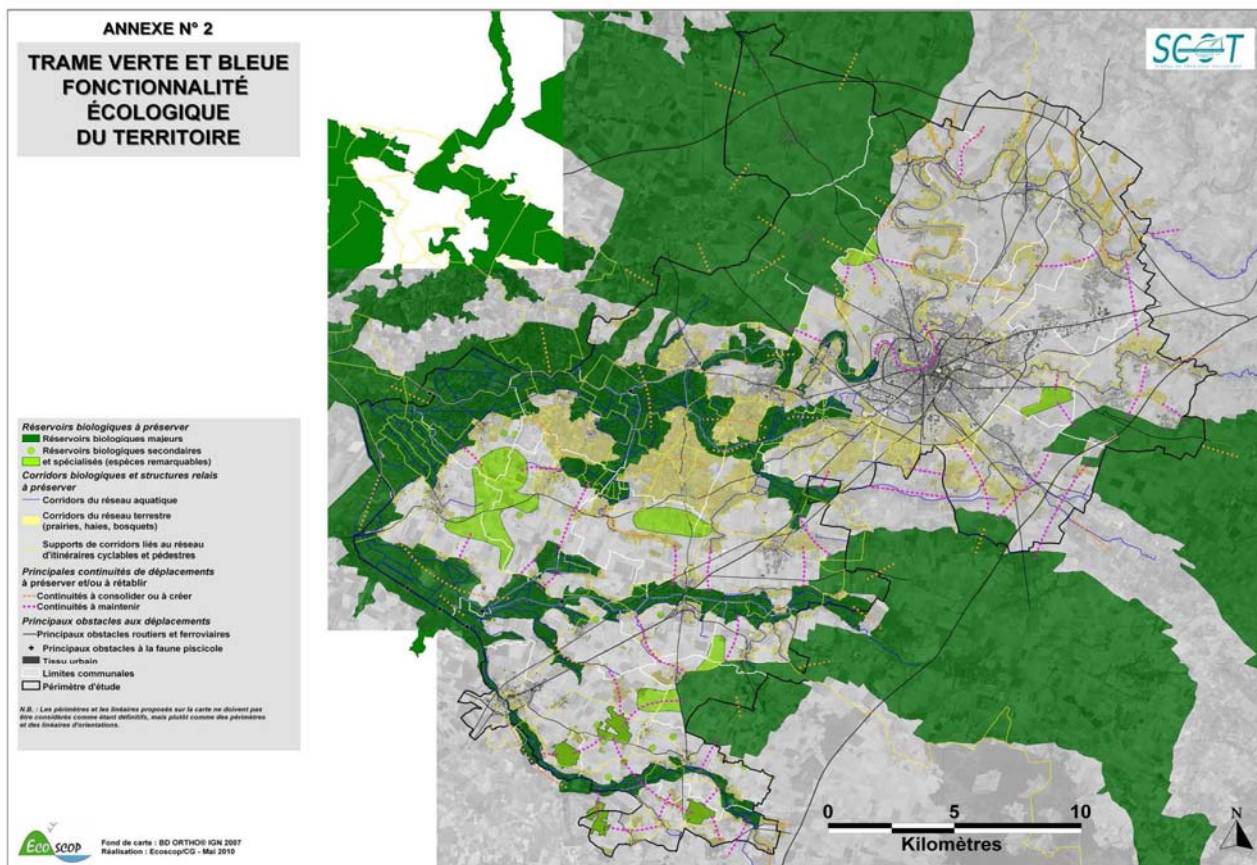 ANNEXE N° 2
TRAME VERTE ET BLEUE
FONCTIONNALITÉ
ÉCOLOGIQUE
DU TERRITOIRE
SCOT
Réservoirs biologiques à préserver
Réservoirs biologiques majeurs
Réservoirs biologiques secondaires
et spécialisés (espèces remarquables)
Corridors biologiques et structures relais
à préserver
Corridors du réseau aquatique
Corridors du réseau terrestre
(prairies, haies, bosquets)
Supports de corridors liés au réseau
d'itinéraires cyclables et pédestres
Principales continuités de déplacements
à préserver et/ou à rétablir
Continuités à consolider ou à créer
Continuités à maintenir
Principaux obstacles aux déplacements
Principaux obstacles routiers et ferroviaires
Principaux obstacles à la faune piscicole
Tissu urbain
Limites communales
Périmètre d'étude
N.B. : Les périmètres et les linéaires proposés sur la carte ne doivent pas
être considérés comme étant définitifs, mais plutôt comme des périmètres
et des linéaires d'orientations.
0 5 10
Kilomètres
N
ECO SCOP
Fond de carte : BD ORTHO® IGN 2007
Réalisation : Ecoscop/CG - Mai 2010